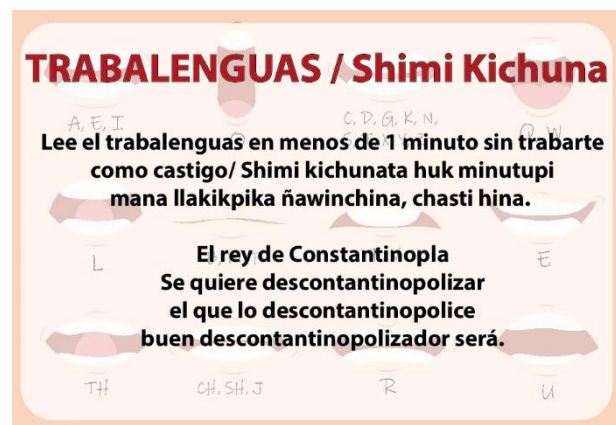 TRABALENGUAS / Shimi Kichuna
A, E, I
C, D, G, K, N,
Lee el trabalenguas en menos de 1 minuto sin trabarte
como castigo/ Shimi kichunata huk minutupi
mana llakikpika ñawinchina, chasti hina.
L
E
El rey de Constantinopla
Se quiere descontantinopolizar
el que lo descontantinopolice
buen descontantinopolizador será.
TH
CH, SH, J
R
U